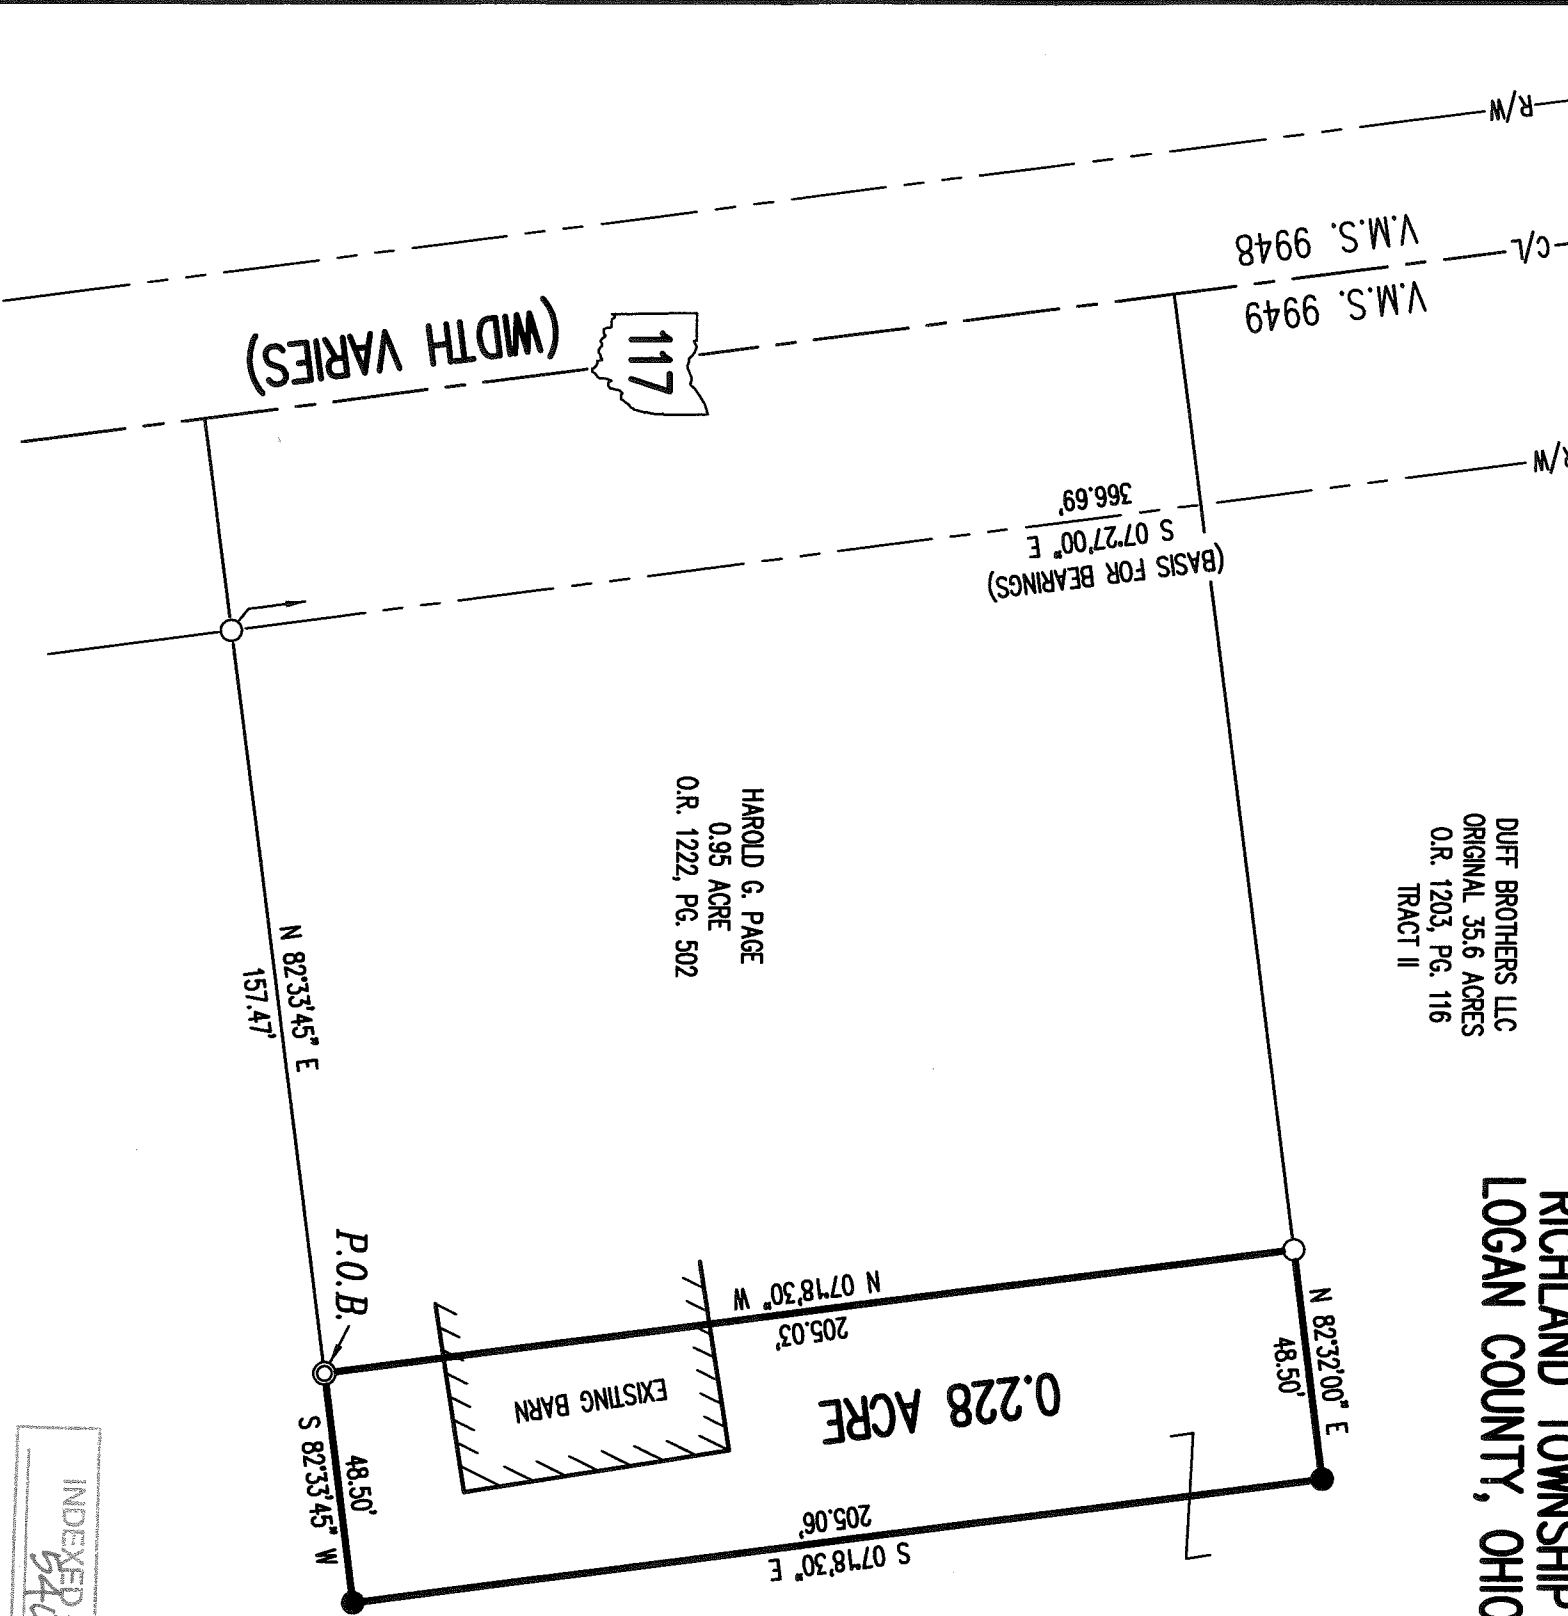 R/W
C/L
V.M.S. 9948
V.M.S. 9949
(WIDTH VARIES)
117
R/W
366.69'
S 07°27'00" E
(BASIS FOR BEARINGS)
HAROLD G. PAGE
0.95 ACRE
O.R. 1222, PG. 502
DUFF BROTHERS LLC
ORIGINAL 35.6 ACRES
O.R. 1203, PG. 116
TRACT II
N 82°33'45" E
157.47'
RICHLAND TOWNSHIP
LOGAN COUNTY, OHIO
P.O.B.
N 07°18'30" W
205.03'
N 82°32'00" E
48.50'
EXISTING BARN
0.228 ACRE
48.50'
S 82°33'45" W
205.06'
S 07°18'30" E
INDEXED